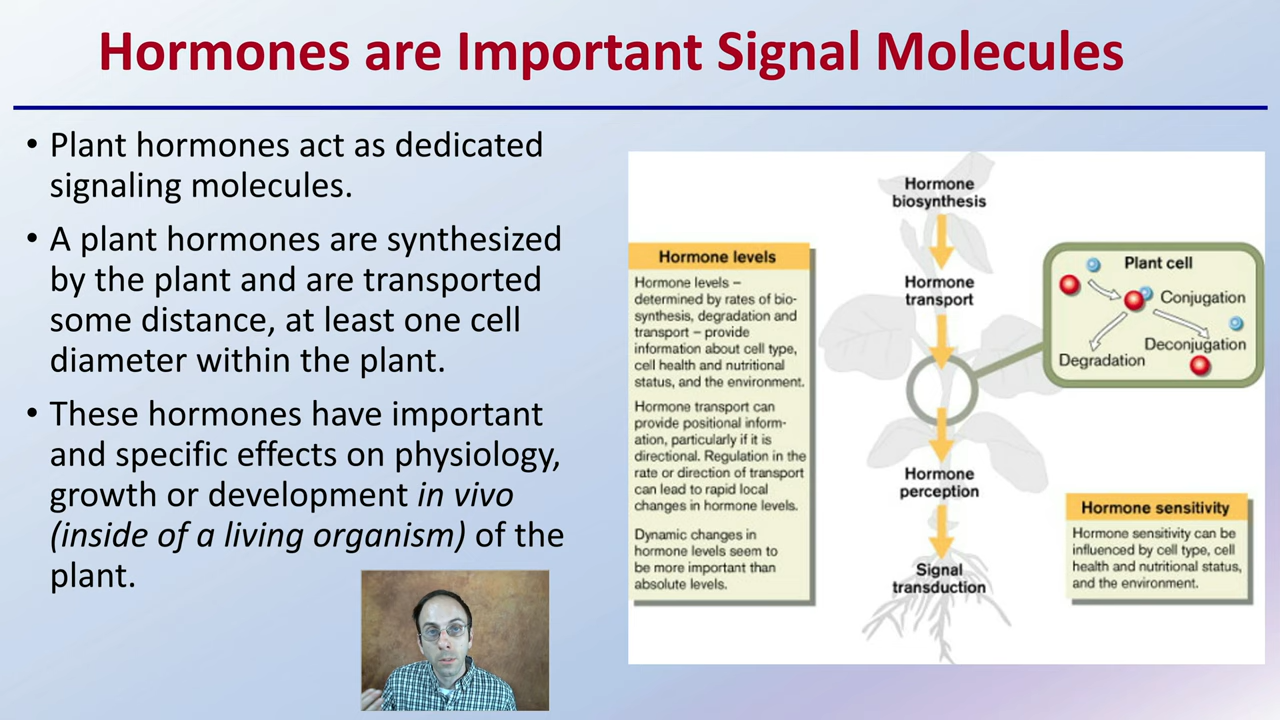 Hormones are Important Signal Molecules
• Plant hormones act as dedicated
signaling molecules.
• A plant hormones are synthesized
by the plant and are transported
some distance, at least one cell
diameter within the plant.
• These hormones have important
and specific effects on physiology,
growth or development in vivo
(inside of a living organism) of the
plant.
Hormone levels
Hormone levels –
determined by rates of bio-
synthesis, degradation and
transport – provide
information about cell type,
cell health and nutritional
status, and the environment.
Hormone transport can
provide positional inform-
ation, particularly if it is
directional. Regulation in the
rate or direction of transport
can lead to rapid local
changes in hormone levels.
Dynamic changes in
hormone levels seem to
be more important than
absolute levels.
Hormone
biosynthesis
Hormone
transport
Hormone
perception
Signal
transduction
Plant cell
Conjugation
Deconjugation
Degradation
Hormone sensitivity
Hormone sensitivity can be
influenced by cell type, cell
health and nutritional status,
and the environment.